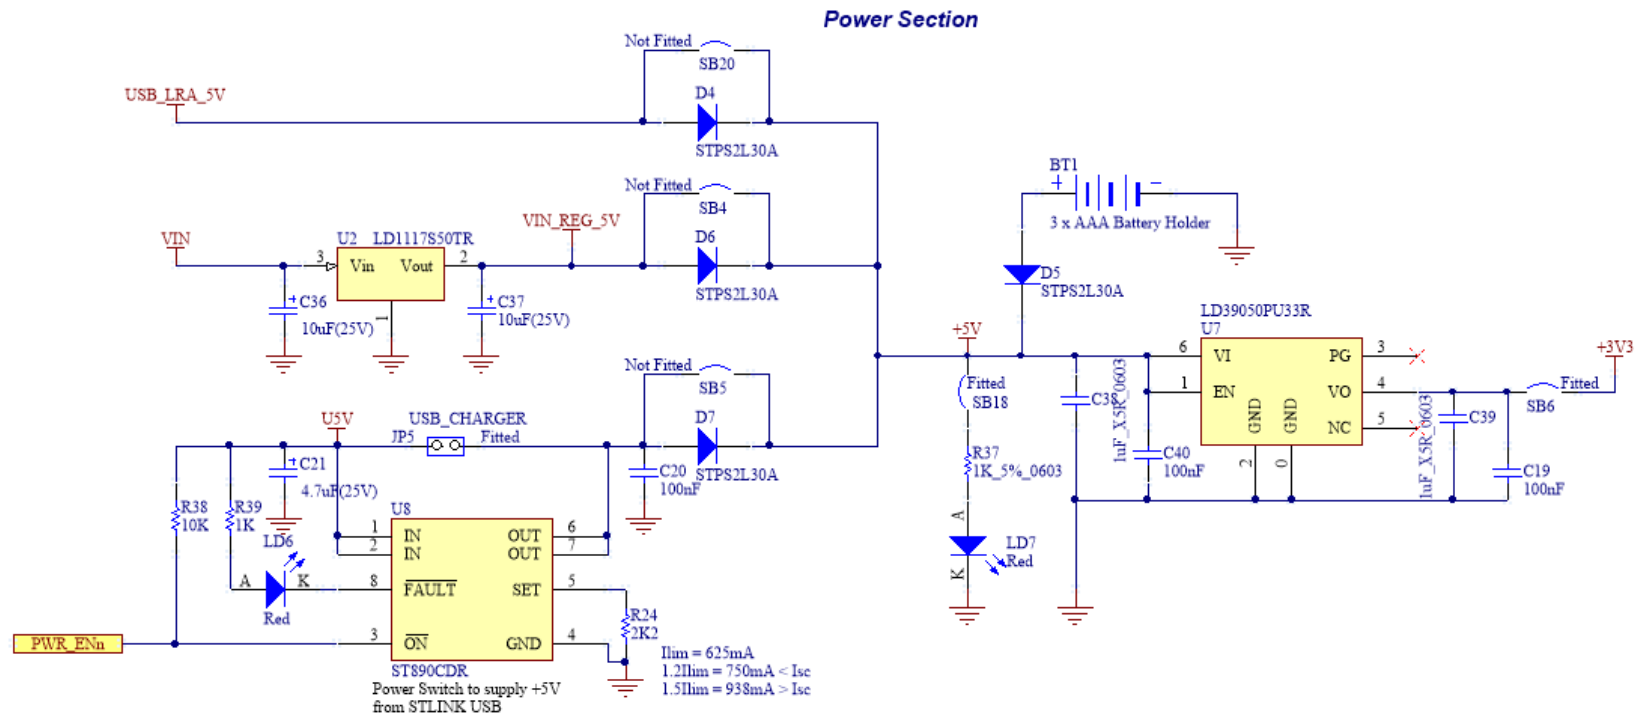 Power Section
Not Fitted
SB20
USB_LRA_5V
D4
STPS2L30A
BT1
+ −
3 x AAA Battery Holder
Not Fitted
SB4
VIN_REG_5V
VIN
U2 LD1117S50TR
3 Vin Vout 2
1
D6
STPS2L30A
+ C36
10uF(25V)
+ C37
10uF(25V)
D5
STPS2L30A
LD39050PU33R
U7
6 VI PG 3
1 EN VO 4
NC 5
GND GND
2 0
+5V
+3V3
Fitted
SB18
C38
1uF_X5R_0603
C40
100nF
1uF_X5R_0603
C39
C19
100nF
Fitted
SB6
Not Fitted
SB5
U5V
USB_CHARGER
JP5 Fitted
D7
STPS2L30A
+ C21
4.7uF(25V)
C20
100nF
R37
1K_5%_0603
R38
10K
R39
1K
LD6
A K
Red
U8
1 IN OUT 6
2 IN OUT 7
8 FAULT SET 5
3 ON GND 4
ST890CDR
Power Switch to supply +5V
from STLINK USB
R24
2K2
A
LD7
Red
K
PWR_ENn
Ilim = 625mA
1.2Ilim = 750mA < Isc
1.5Ilim = 938mA > Isc